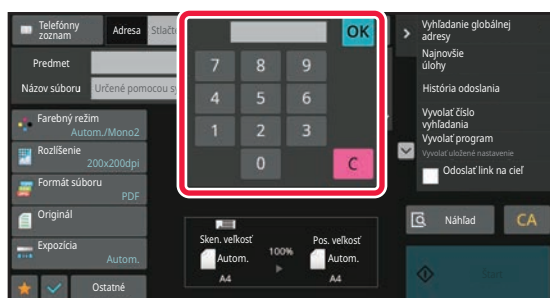 Telefónny
zoznam
Adresa
OK
Vyhľadanie globálnej
adresy
Predmet
7 8 9
Najnovšie
úlohy
Názov súboru
Určené pomocou
4 5 6
História odoslania
Farebný režim
Autom./Mono2
1 2 3
Vyvolať číslo
vyhľadania
Vyvolať program
Vyvolať uložené nastavenie
Rozlíšenie
200x200dpi
0 C
Odoslať link na cieľ
Formát súboru
PDF
Originál
Náhľad
CA
Sken. veľkosť
Autom.
A4
100%
Poš. veľkosť
Autom.
A4
Expozícia
Autom.
Ostatné